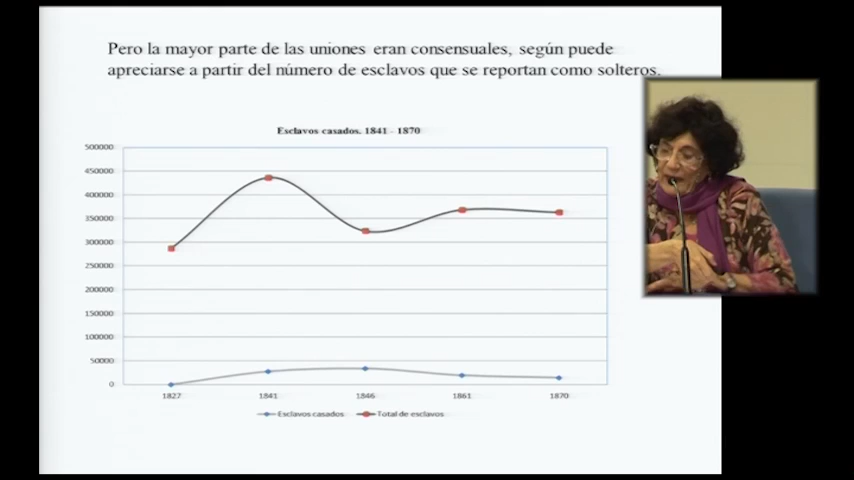 Pero la mayor parte de las uniones eran consensuales, según puede
apreciarse a partir del número de esclavos que se reportan como solteros.
Esclavos casados. 1841 - 1870
500000
450000
400000
350000
300000
250000
200000
150000
100000
50000
0
1827 1841 1846 1861 1870
Esclavos casados Total de esclavos